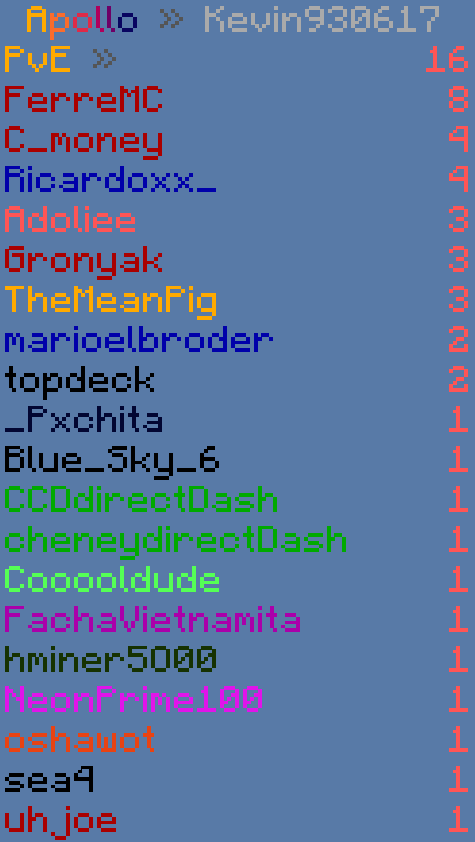 Apollo » Kevin930617
PvE » 16
FerreMC 8
C_money 4
Ricardoxx_ 4
Adoliee 3
Gronyak 3
TheMeanPig 3
marioelbroder 2
topdeck 2
_Pxchita 1
Blue_Sky_6 1
CCDdirectDash 1
cheneydirectDash 1
Cooooldude 1
FachaVietnamita 1
hminer5000 1
NeonPrime100 1
oshawot 1
sea4 1
uh_joe 1